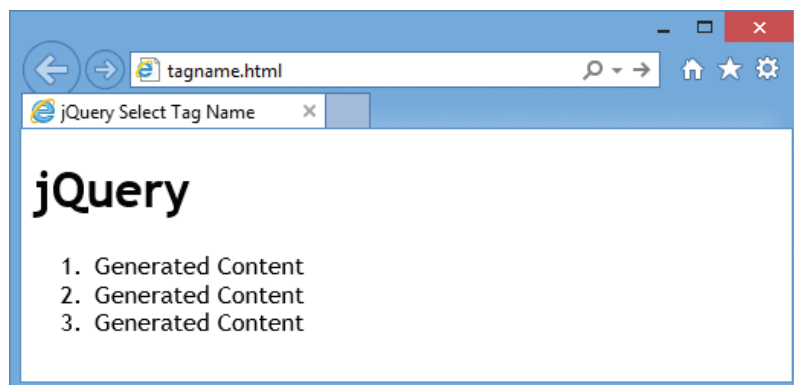 tagname.html
jQuery Select Tag Name
jQuery
1. Generated Content
2. Generated Content
3. Generated Content